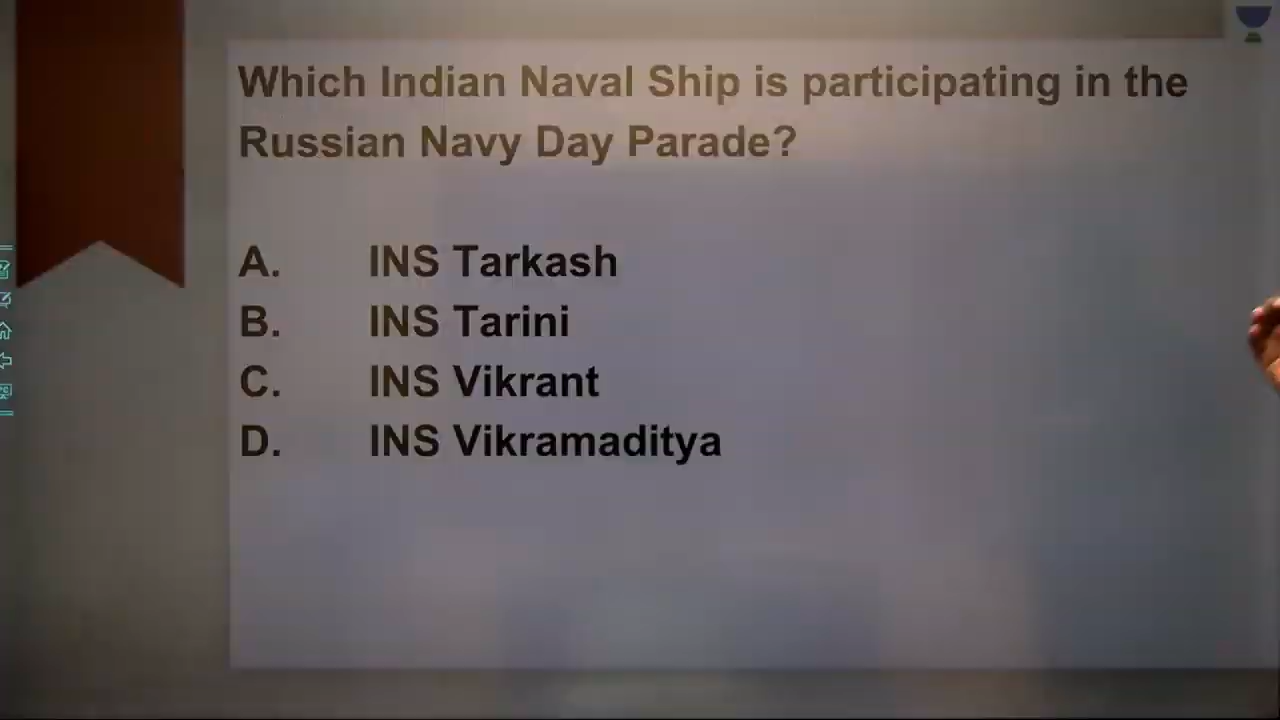 Which Indian Naval Ship is participating in the
Russian Navy Day Parade?
A. INS Tarkash
B. INS Tarini
C. INS Vikrant
D. INS Vikramaditya